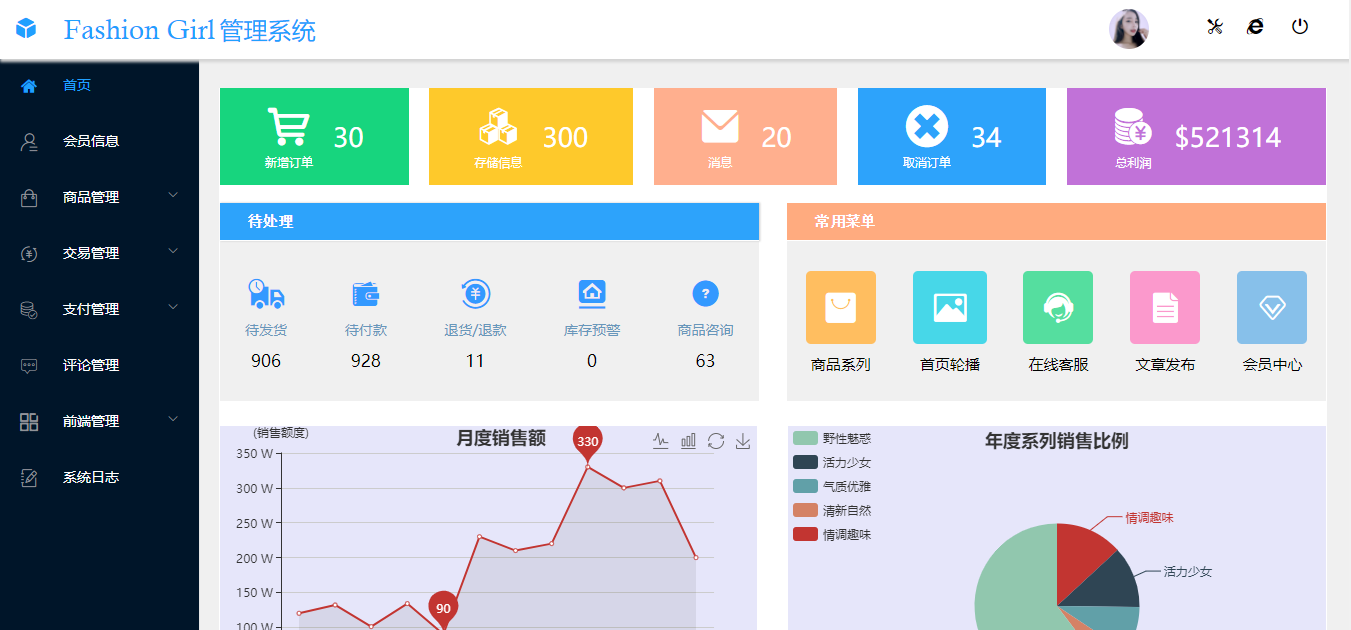 Fashion Girl 管理系统
首页
会员信息
商品管理
交易管理
支付管理
评论管理
前端管理
系统日志
30
新增订单
300
存储信息
20
消息
34
取消订单
$521314
总利润
待处理
待发货 待付款 退货/退款 库存预警 商品咨询
906 928 11 0 63
常用菜单
商品系列 首页轮播 在线客服 文章发布 会员中心
(销售额度)
月度销售额
330
350 W
300 W
250 W
200 W
150 W
90
100 W
年度系列销售比例
野性魅惑
活力少女
气质优雅
清新自然
情调趣味
情调趣味
活力少女